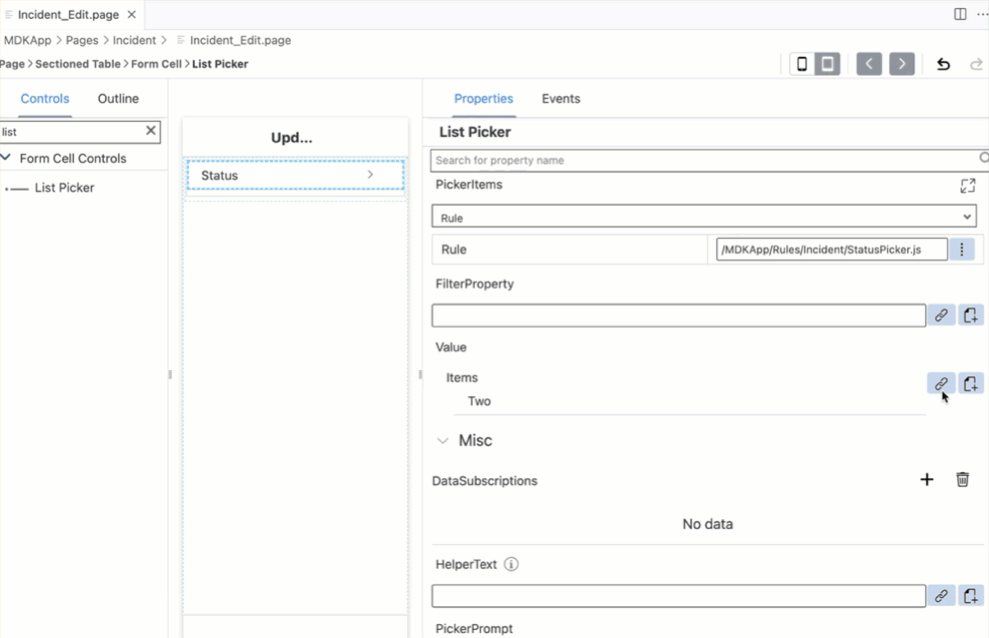 Incident_Edit.page
MDKApp > Pages > Incident > Incident_Edit.page
Page > Sectioned Table > Form Cell > List Picker
Controls
Outline
list
Form Cell Controls
List Picker
Upd...
Status
Properties
Events
List Picker
Search for property name
PickerItems
Rule
Rule
/MDKApp/Rules/Incident/StatusPicker.js
FilterProperty
Value
Items
Two
Misc
DataSubscriptions
No data
HelperText
PickerPrompt